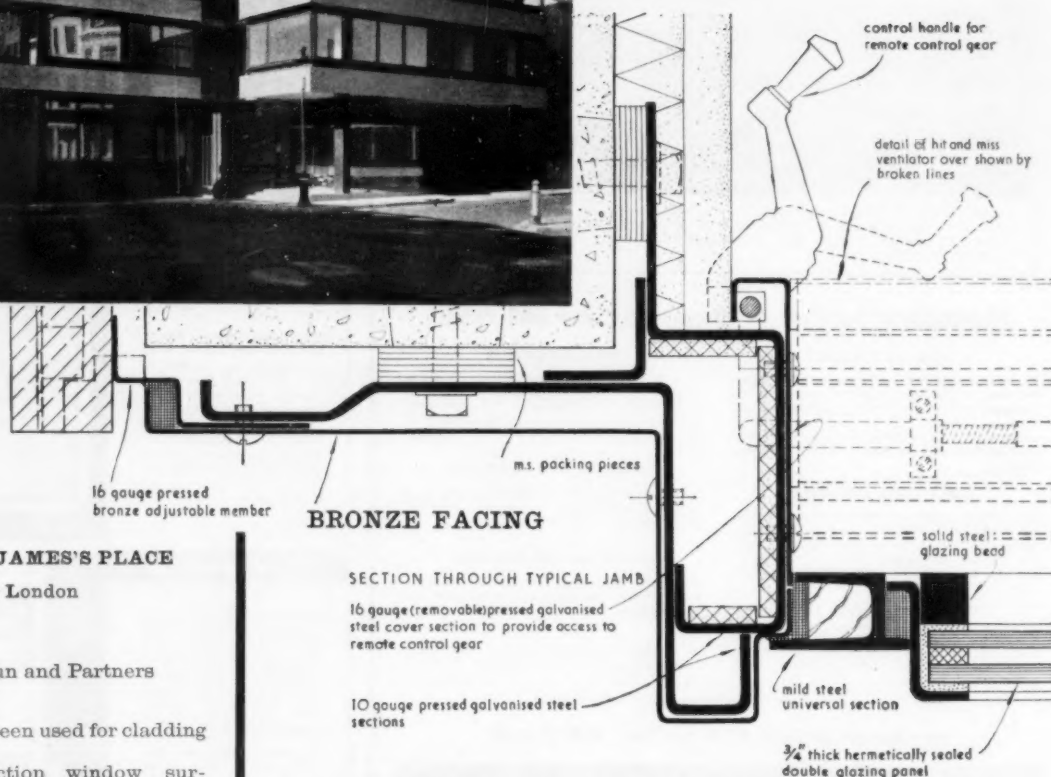 control handle for
remote control gear
detail of hit and miss
ventilator over shown by
broken lines
m.s. packing pieces
16 gauge pressed
bronze adjustable member
BRONZE FACING
solid steel
glazing bead
SECTION THROUGH TYPICAL JAMB
16 gauge (removable) pressed galvanised
steel cover section to provide access to
remote control gear
10 gauge pressed galvanised steel
sections
mild steel
universal section
3/4" thick hermetically sealed
double glazing panel
JAMES'S PLACE
London
and Partners
been used for cladding
window sur-